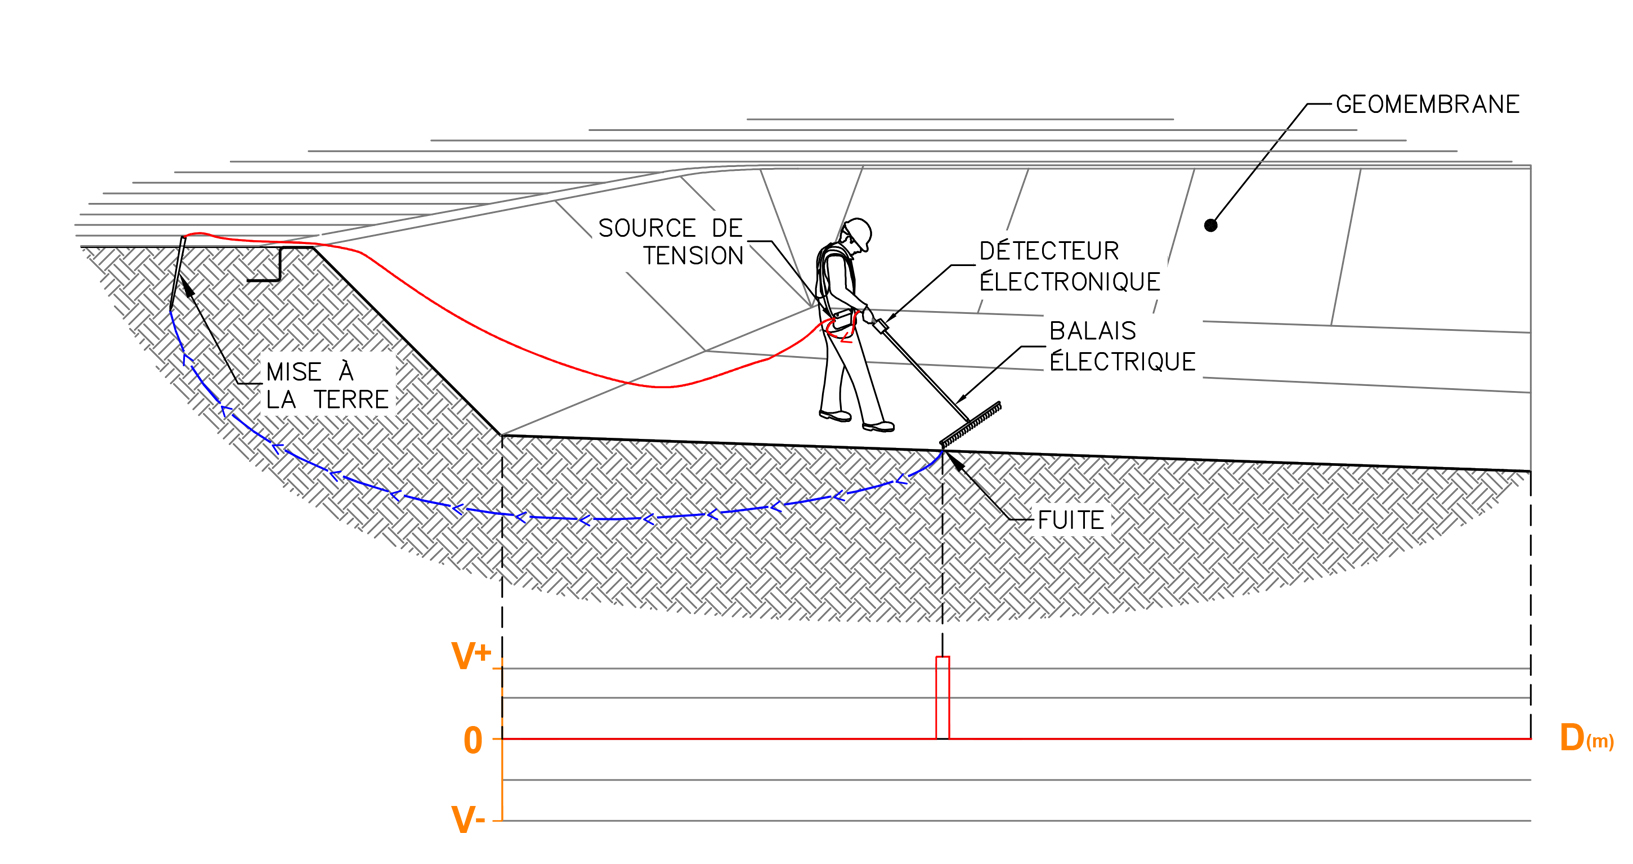 GEOMEMBRANE
SOURCE DE
TENSION
DÉTECTEUR
ÉLECTRONIQUE
BALAIS
ÉLECTRIQUE
MISE À
LA TERRE
FUITE
V+
0
D(m)
V-